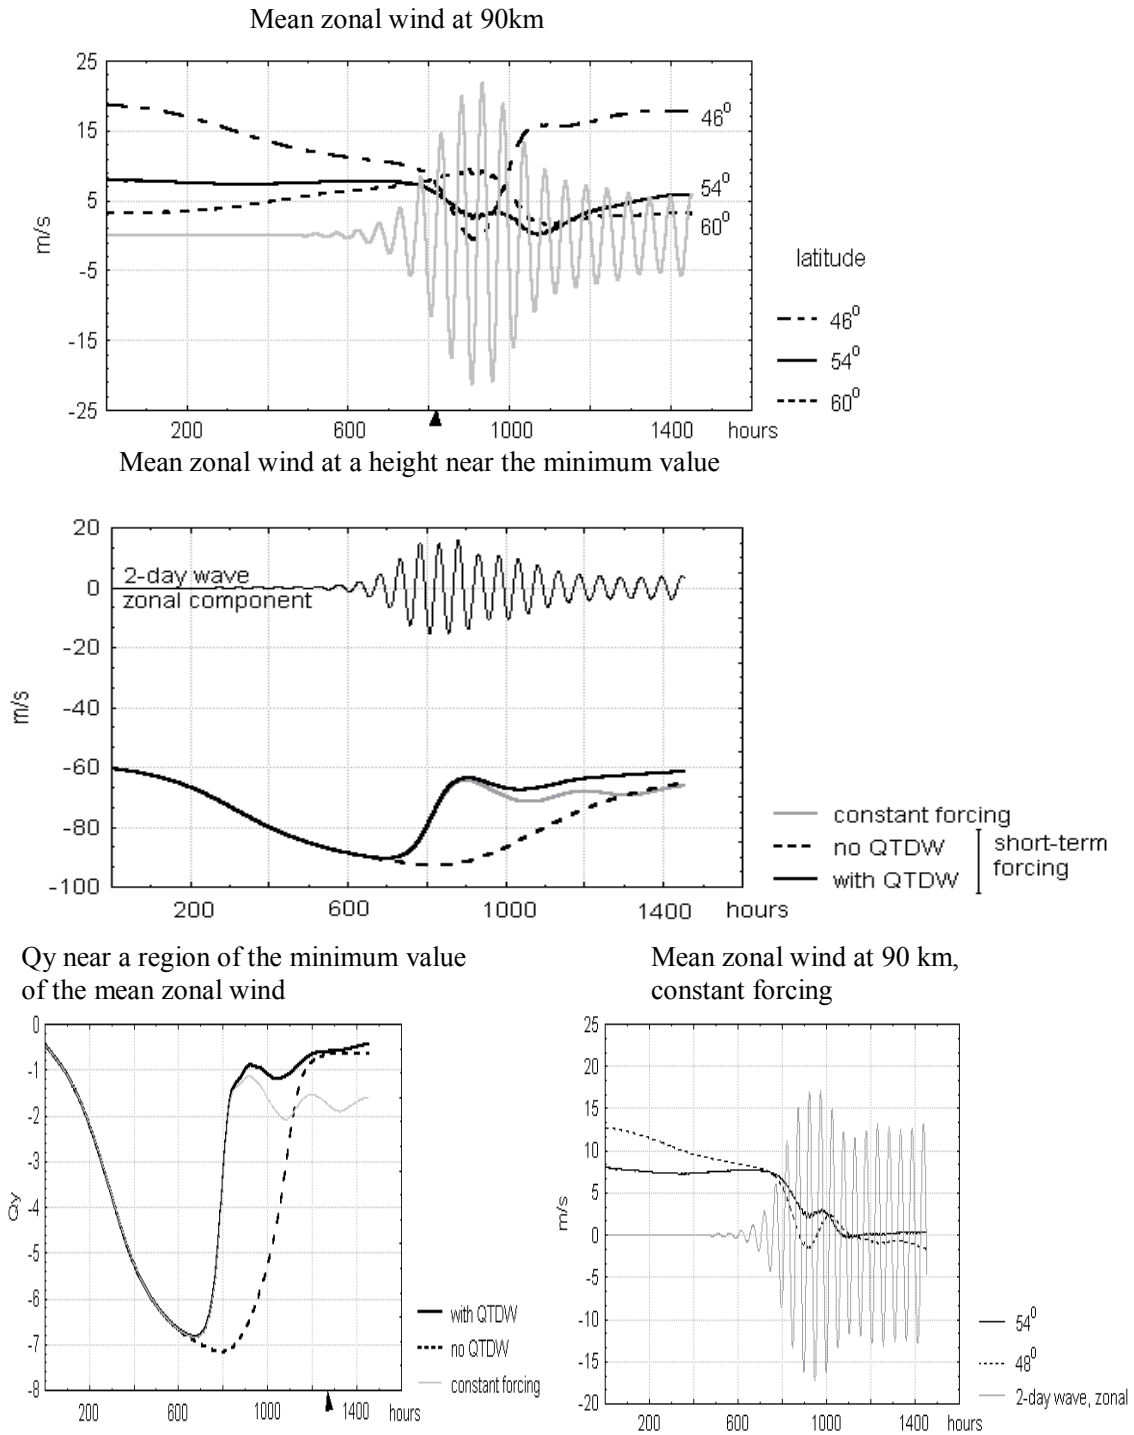 Mean zonal wind at 90km
25
15
5
-5
-15
-25
m/s
46⁰
54⁰
60⁰
latitude
46⁰
54⁰
60⁰
200 600 1000 1400 hours
Mean zonal wind at a height near the minimum value
20
0
-20
-40
-60
-80
-100
m/s
2-day wave
zonal component
constant forcing
no QTDW
with QTDW
short-term
forcing
200 600 1000 1400 hours
Qy near a region of the minimum value
of the mean zonal wind
0
-1
-2
-3
-4
-5
-6
-7
-8
Qy
with QTDW
no QTDW
constant forcing
200 600 1000 1400 hours
Mean zonal wind at 90 km,
constant forcing
25
20
15
10
5
0
-5
-10
-15
-20
m/s
54⁰
48⁰
2-day wave, zonal
200 600 1000 1400 hours